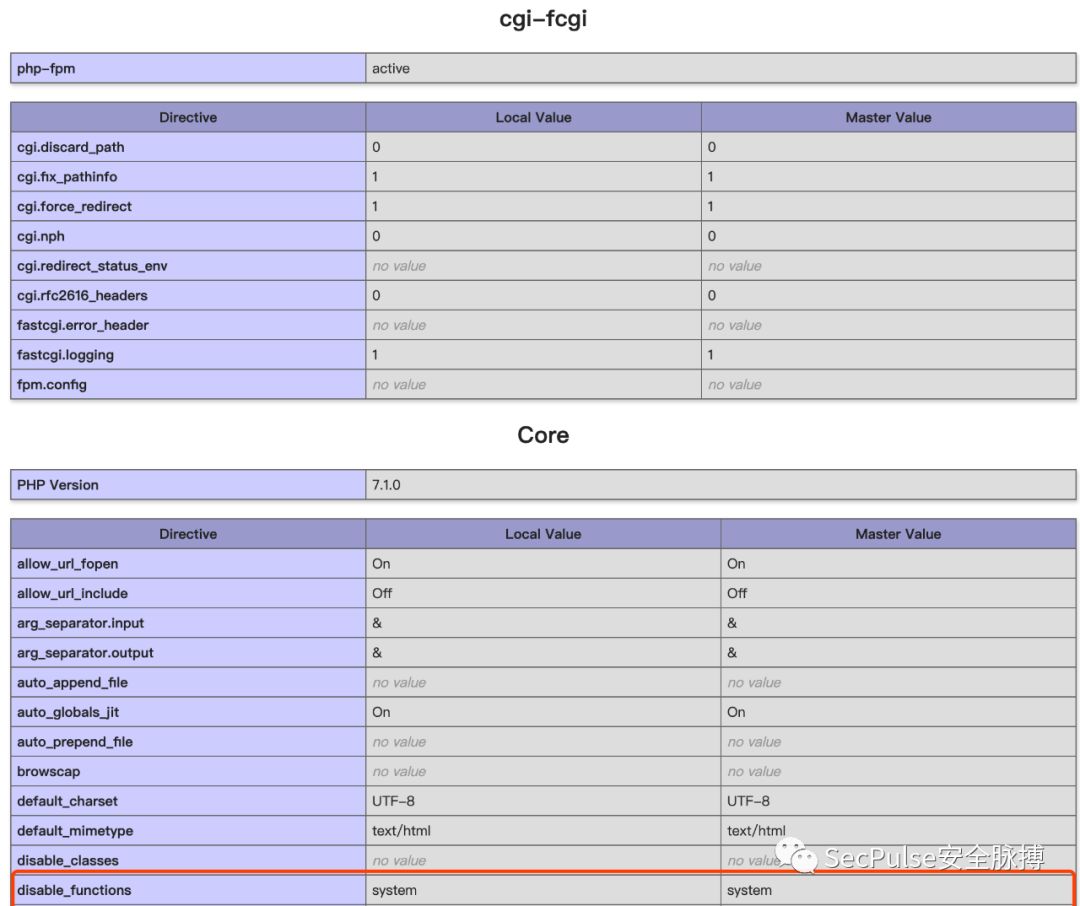 cgi-fcgi
php-fpm active
Directive Local Value Master Value
cgi.discard_path 0 0
cgi.fix_pathinfo 1 1
cgi.force_redirect 1 1
cgi.nph 0 0
cgi.redirect_status_env no value no value
cgi.rfc2616_headers 0 0
fastcgi.error_header no value no value
fastcgi.logging 1 1
fpm.config no value no value
Core
PHP Version 7.1.0
Directive Local Value Master Value
allow_url_fopen On On
allow_url_include Off Off
arg_separator.input & &
arg_separator.output & &
auto_append_file no value no value
auto_globals_jit On On
auto_prepend_file no value no value
browscap no value no value
default_charset UTF-8 UTF-8
default_mimetype text/html text/html
disable_classes no value no value
SecPulse安全脉搏
disable_functions system system